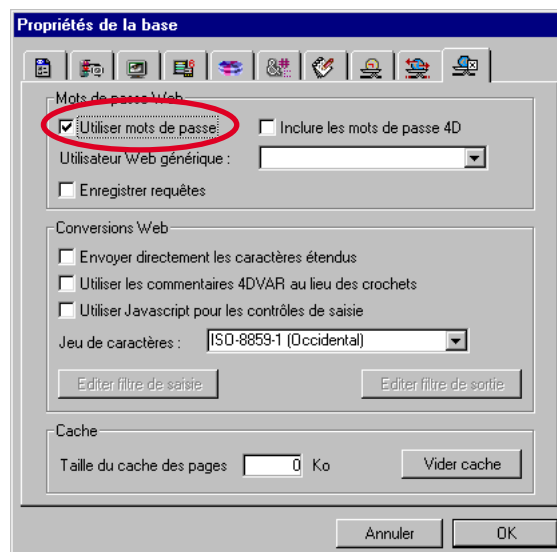 Propriétés de la base
Mots de passe Web
Utiliser mots de passe
Inclure les mots de passe 4D
Utilisateur Web générique :
Enregistrer requêtes
Conversions Web
Envoyer directement les caractères étendus
Utiliser les commentaires 4DVAR au lieu des crochets
Utiliser Javascript pour les contrôles de saisie
Jeu de caractères : ISO-8859-1 (Occidental)
Editer filtre de saisie
Editer filtre de sortie
Cache
Taille du cache des pages 0 Ko
Vider cache
Annuler
OK